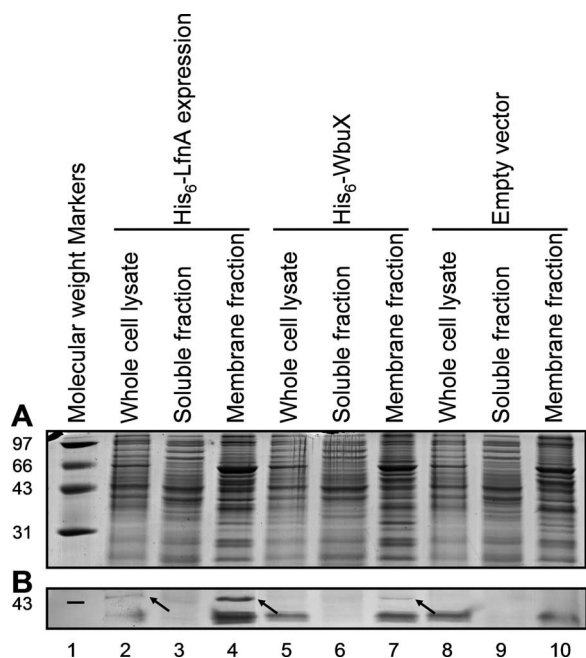 His6-LfnA expression
His6-WbuX
Empty vector
Molecular weight Markers
Whole cell lysate
Soluble fraction
Membrane fraction
Whole cell lysate
Soluble fraction
Membrane fraction
Whole cell lysate
Soluble fraction
Membrane fraction
A
97
66
43
31
B
43
1 2 3 4 5 6 7 8 9 10